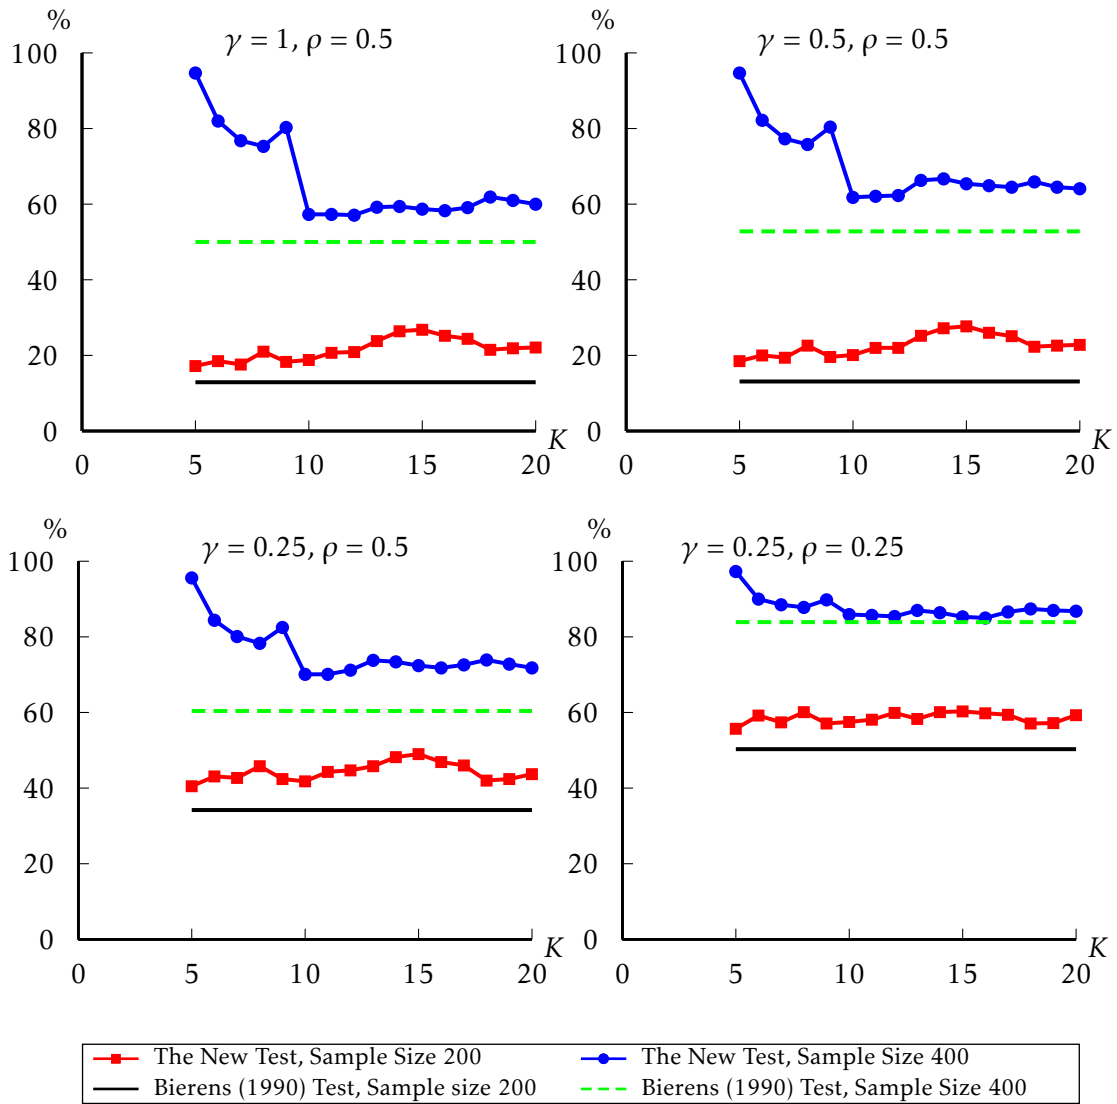 %
γ = 1, ρ = 0.5
100
80
60
40
20
0
K
0 5 10 15 20
%
γ = 0.5, ρ = 0.5
100
80
60
40
20
0
K
0 5 10 15 20
%
γ = 0.25, ρ = 0.5
100
80
60
40
20
0
K
0 5 10 15 20
%
γ = 0.25, ρ = 0.25
100
80
60
40
20
0
K
0 5 10 15 20
The New Test, Sample Size 200
The New Test, Sample Size 400
Bierens (1990) Test, Sample size 200
Bierens (1990) Test, Sample Size 400